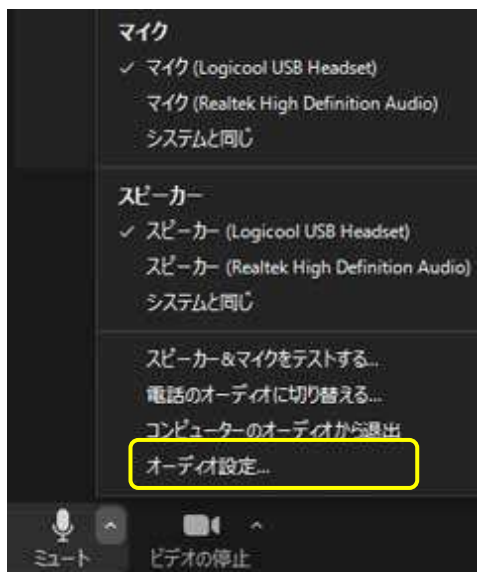 マイク
マイク (Logicool USB Headset)
マイク (Realtek High Definition Audio)
システムと同じ
スピーカー
スピーカー (Logicool USB Headset)
スピーカー (Realtek High Definition Audio)
システムと同じ
スピーカー&マイクをテストする...
電話のオーディオに切り替える...
コンピューターのオーディオから退出
オーディオ設定...
ミュート
ビデオの停止